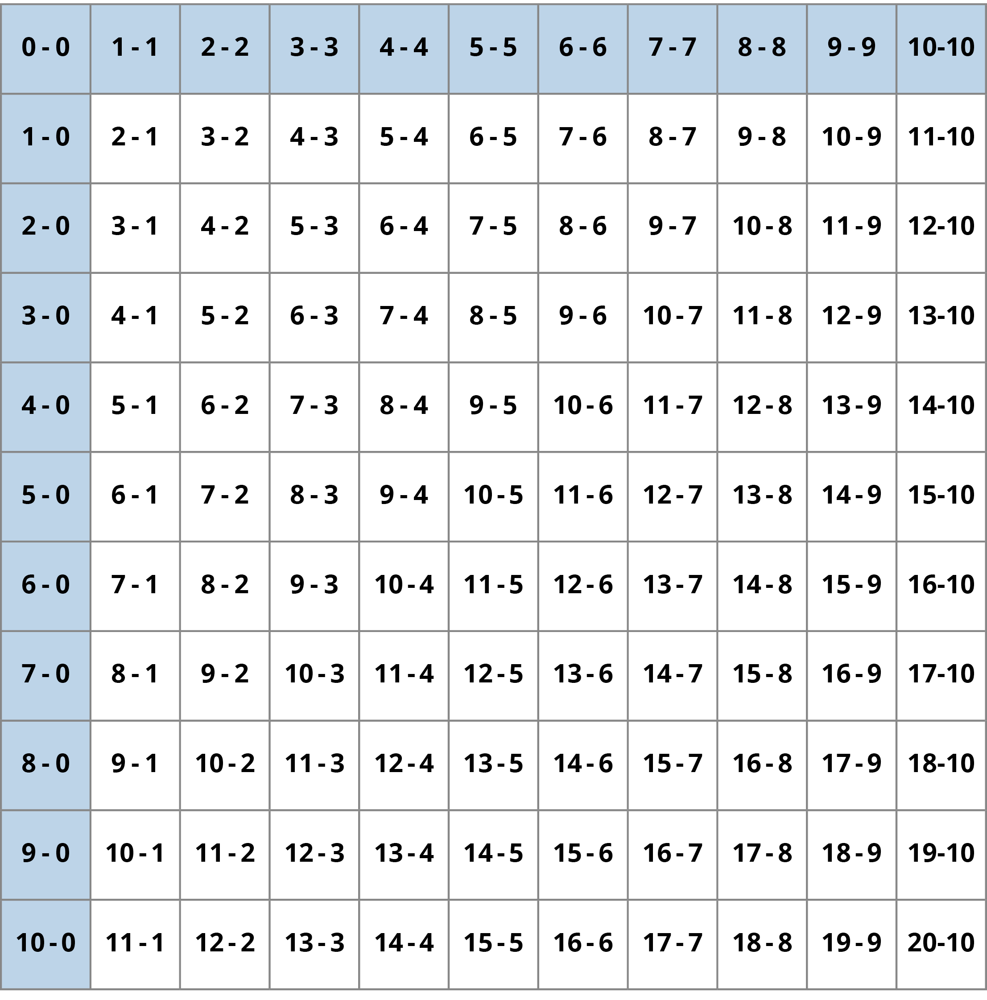 0 - 0 1 - 1 2 - 2 3 - 3 4 - 4 5 - 5 6 - 6 7 - 7 8 - 8 9 - 9 10-10
1 - 0 2 - 1 3 - 2 4 - 3 5 - 4 6 - 5 7 - 6 8 - 7 9 - 8 10 - 9 11-10
2 - 0 3 - 1 4 - 2 5 - 3 6 - 4 7 - 5 8 - 6 9 - 7 10 - 8 11 - 9 12-10
3 - 0 4 - 1 5 - 2 6 - 3 7 - 4 8 - 5 9 - 6 10 - 7 11 - 8 12 - 9 13-10
4 - 0 5 - 1 6 - 2 7 - 3 8 - 4 9 - 5 10 - 6 11 - 7 12 - 8 13 - 9 14-10
5 - 0 6 - 1 7 - 2 8 - 3 9 - 4 10 - 5 11 - 6 12 - 7 13 - 8 14 - 9 15-10
6 - 0 7 - 1 8 - 2 9 - 3 10 - 4 11 - 5 12 - 6 13 - 7 14 - 8 15 - 9 16-10
7 - 0 8 - 1 9 - 2 10 - 3 11 - 4 12 - 5 13 - 6 14 - 7 15 - 8 16 - 9 17-10
8 - 0 9 - 1 10 - 2 11 - 3 12 - 4 13 - 5 14 - 6 15 - 7 16 - 8 17 - 9 18-10
9 - 0 10 - 1 11 - 2 12 - 3 13 - 4 14 - 5 15 - 6 16 - 7 17 - 8 18 - 9 19-10
10 - 0 11 - 1 12 - 2 13 - 3 14 - 4 15 - 5 16 - 6 17 - 7 18 - 8 19 - 9 20-10